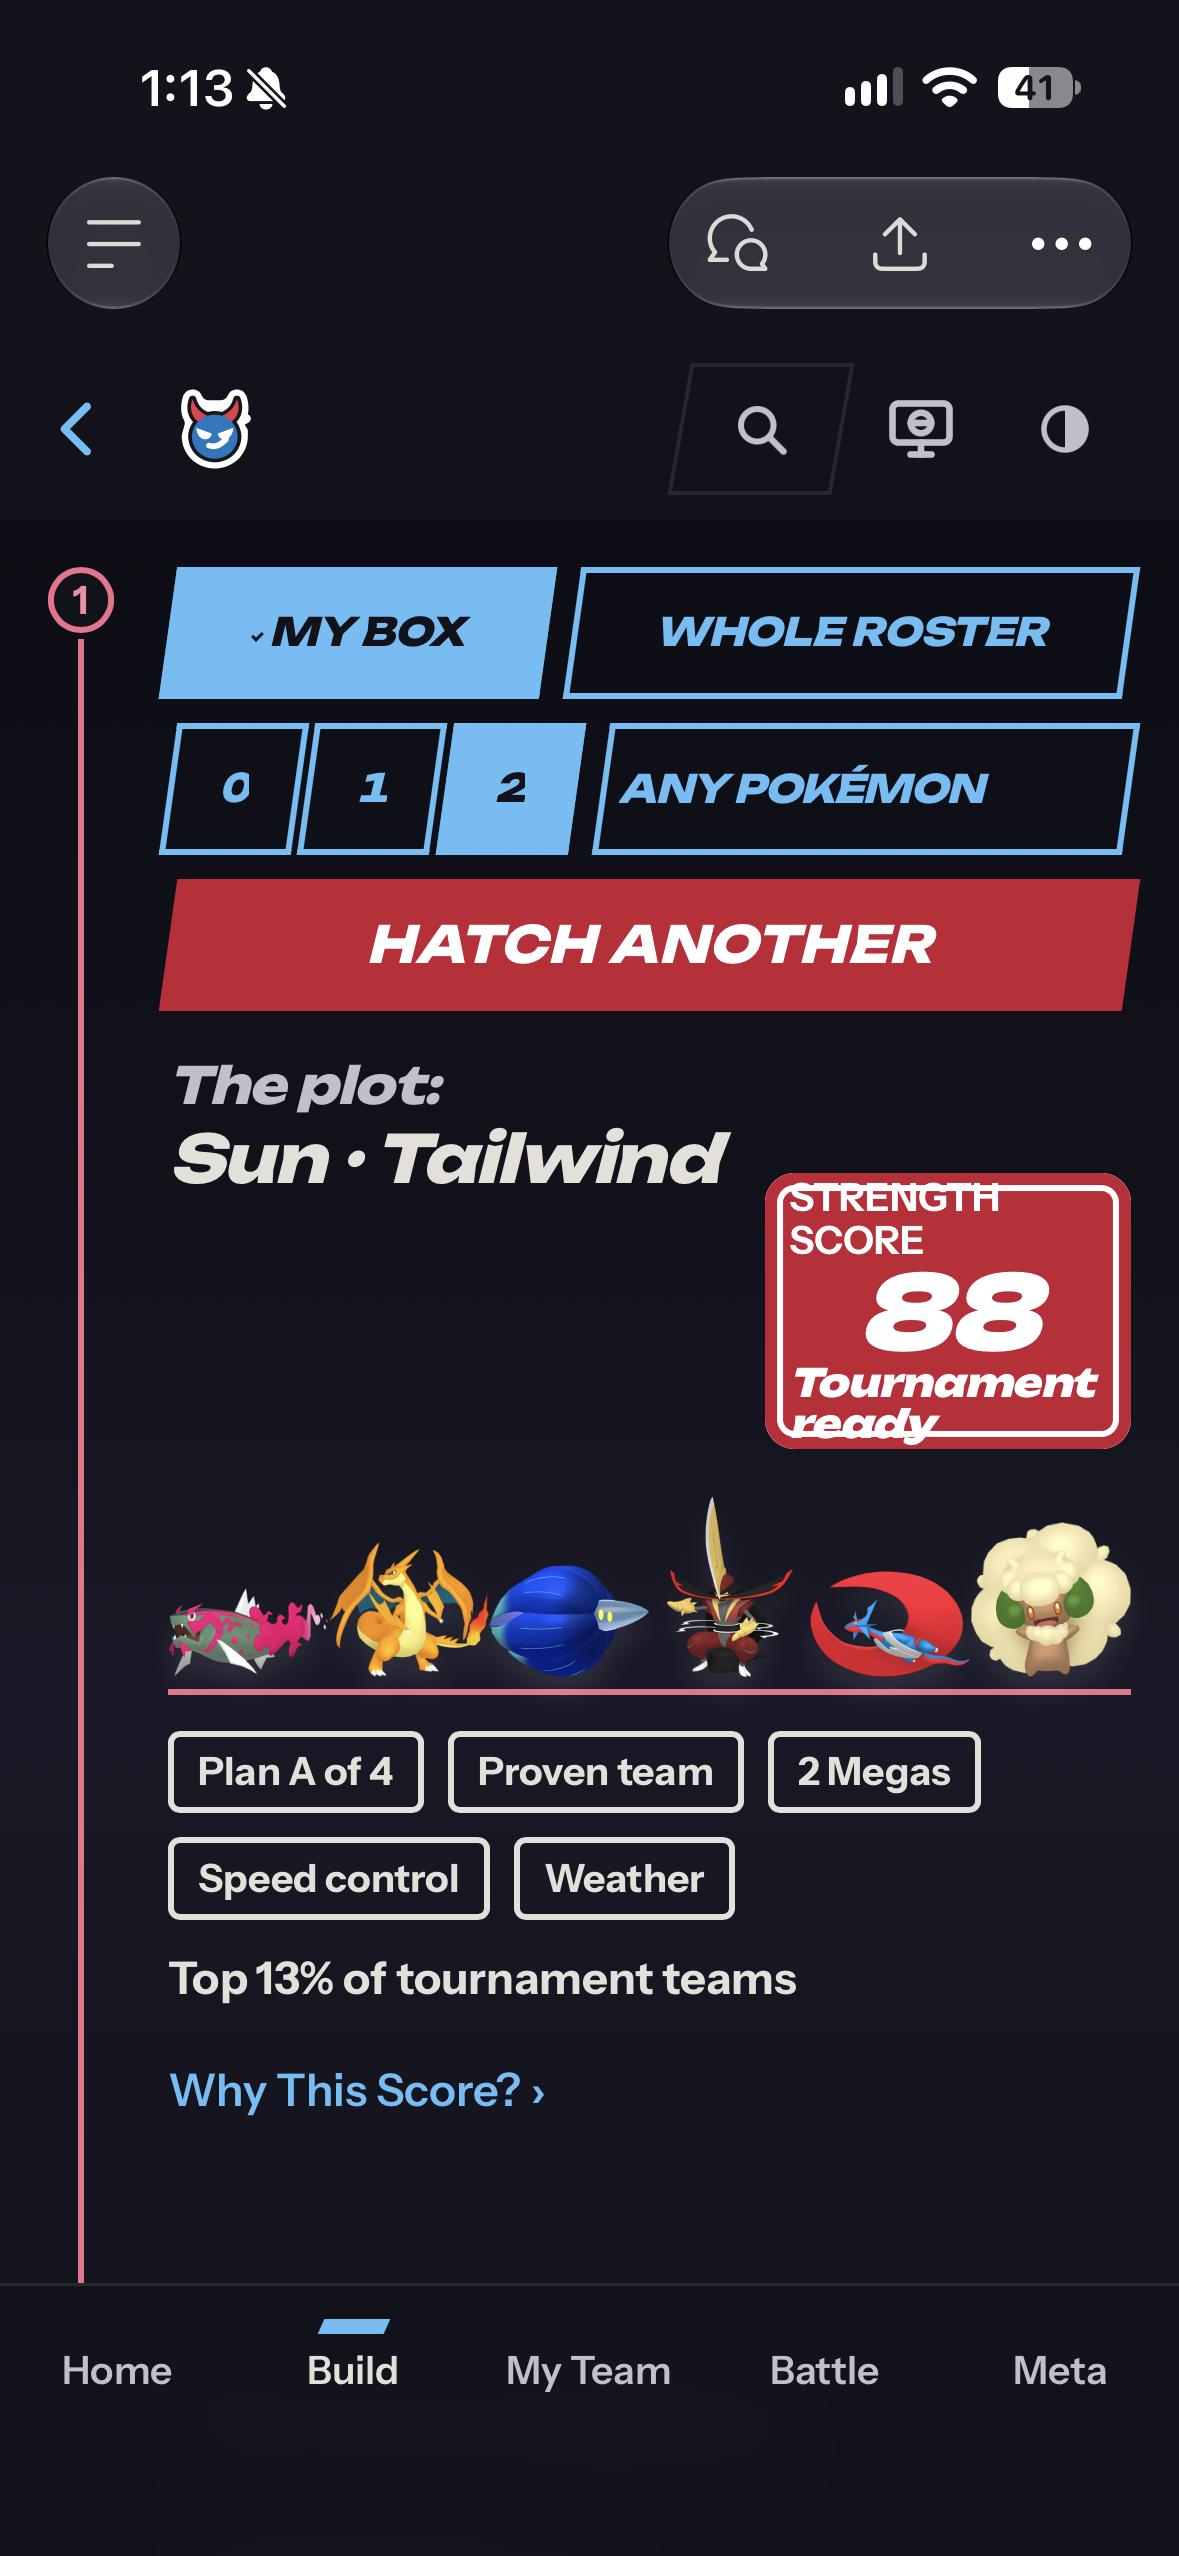 1:13
41
1
MY BOX
WHOLE ROSTER
0
1
2
ANY POKÉMON
HATCH ANOTHER
The plot:
Sun • Tailwind
STRENGTH
SCORE
88
Tournament
ready
Plan A of 4
Proven team
2 Megas
Speed control
Weather
Top 13% of tournament teams
Why This Score? ›
Home
Build
My Team
Battle
Meta